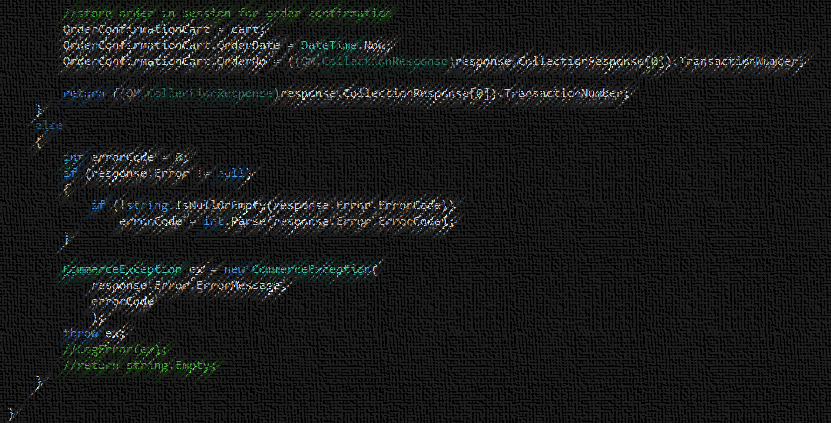 //store order in session for order confirmation
OrderConfirmationCart = cart;
OrderConfirmationCart.OrderDate = DateTime.Now;
OrderConfirmationCart.OrderNo = ((OM.CollectionResponse)response.CollectionResponse[0]).TransactionNumber;
return ((OM.CollectionResponse)response.CollectionResponse[0]).TransactionNumber;
}
else
{
int errorCode = 0;
if (response.Error != null)
{
if (!string.IsNullOrEmpty(response.Error.ErrorCode))
errorCode = int.Parse(response.Error.ErrorCode);
}
CommerceException ex = new CommerceException(
response.Error.ErrorMessage,
errorCode
);
throw ex;
//LogError(ex);
//return string.Empty;
}
}